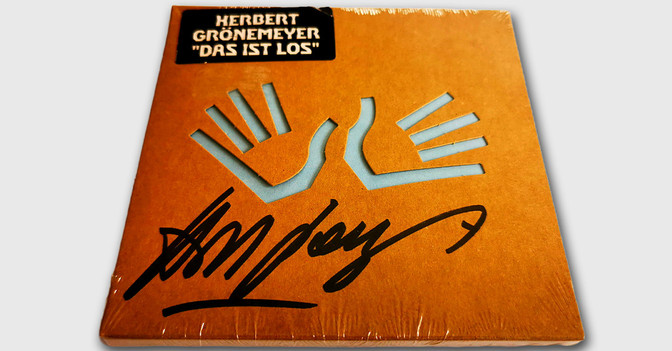 HERBERT
GRÖNEMEYER
"DAS IST LOS"